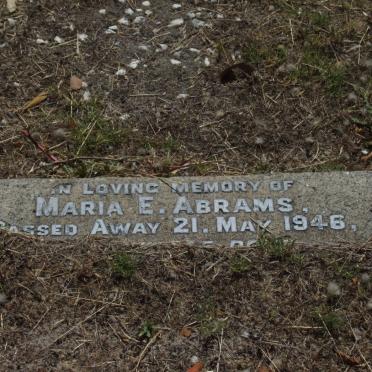 IN LOVING MEMORY OF
MARIA E. ABRAMS.
PASSED AWAY 21. MAY 1946.